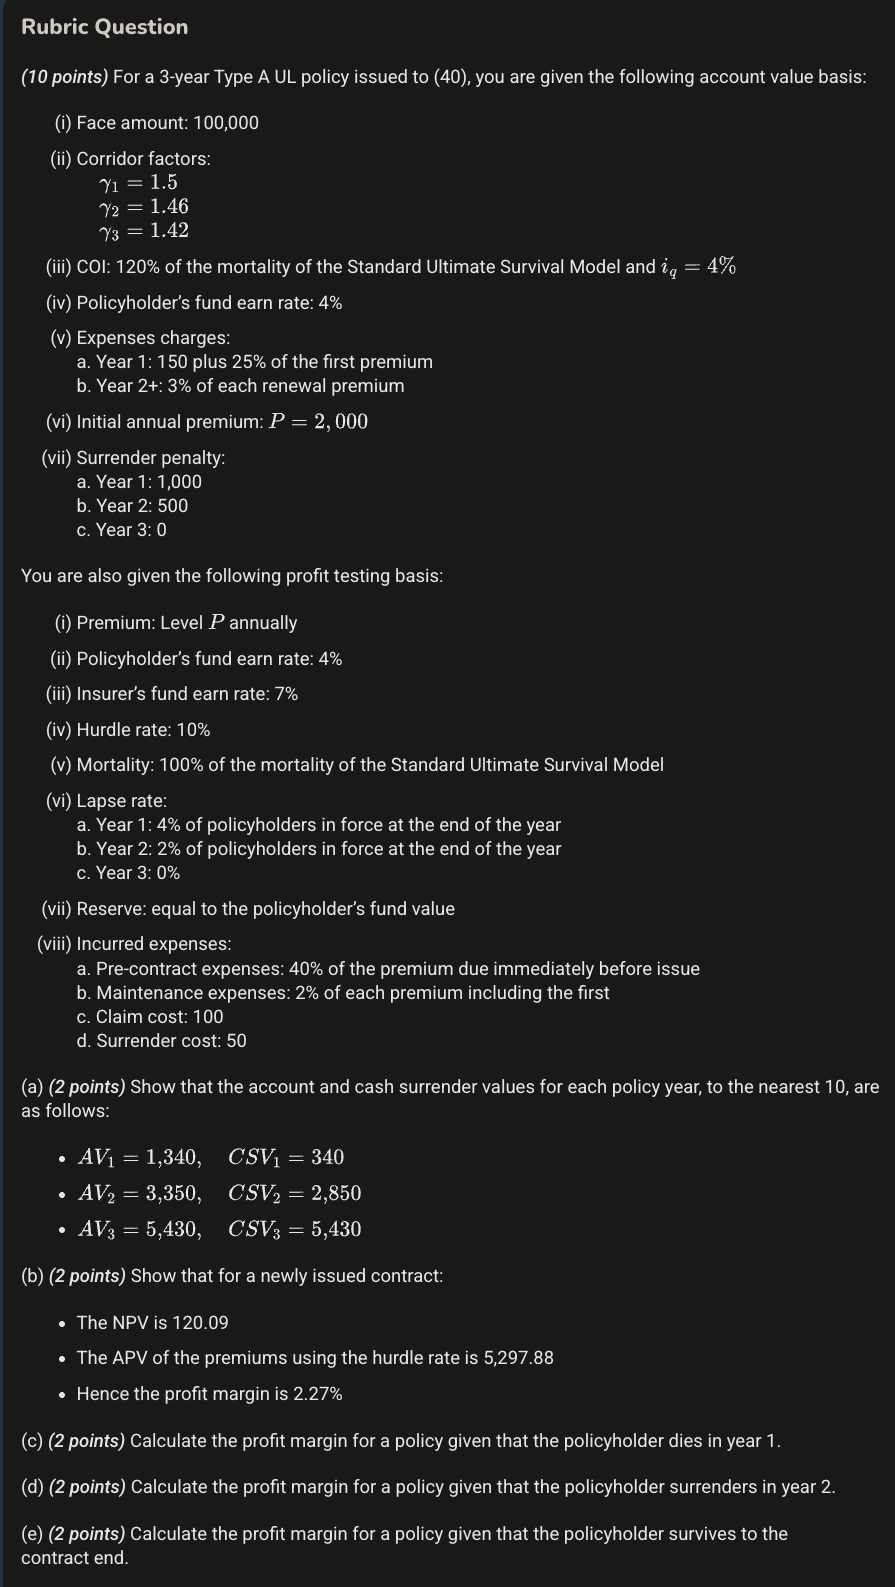 Rubric Question
(10 points) For a 3-year Type A UL policy issued to (40), you are given the following account value basis:
(i) Face amount: 100,000
(ii) Corridor factors:
γ₁ = 1.5
γ₂ = 1.46
γ₃ = 1.42
(iii) COI: 120% of the mortality of the Standard Ultimate Survival Model and i_q = 4%
(iv) Policyholder's fund earn rate: 4%
(v) Expenses charges:
a. Year 1: 150 plus 25% of the first premium
b. Year 2+: 3% of each renewal premium
(vi) Initial annual premium: P = 2,000
(vii) Surrender penalty:
a. Year 1: 1,000
b. Year 2: 500
c. Year 3: 0
You are also given the following profit testing basis:
(i) Premium: Level P annually
(ii) Policyholder's fund earn rate: 4%
(iii) Insurer's fund earn rate: 7%
(iv) Hurdle rate: 10%
(v) Mortality: 100% of the mortality of the Standard Ultimate Survival Model
(vi) Lapse rate:
a. Year 1: 4% of policyholders in force at the end of the year
b. Year 2: 2% of policyholders in force at the end of the year
c. Year 3: 0%
(vii) Reserve: equal to the policyholder's fund value
(viii) Incurred expenses:
a. Pre-contract expenses: 40% of the premium due immediately before issue
b. Maintenance expenses: 2% of each premium including the first
c. Claim cost: 100
d. Surrender cost: 50
(a) (2 points) Show that the account and cash surrender values for each policy year, to the nearest 10, are
as follows:
• AV₁ = 1,340, CSV₁ = 340
• AV₂ = 3,350, CSV₂ = 2,850
• AV₃ = 5,430, CSV₃ = 5,430
(b) (2 points) Show that for a newly issued contract:
• The NPV is 120.09
• The APV of the premiums using the hurdle rate is 5,297.88
• Hence the profit margin is 2.27%
(c) (2 points) Calculate the profit margin for a policy given that the policyholder dies in year 1.
(d) (2 points) Calculate the profit margin for a policy given that the policyholder surrenders in year 2.
(e) (2 points) Calculate the profit margin for a policy given that the policyholder survives to the
contract end.